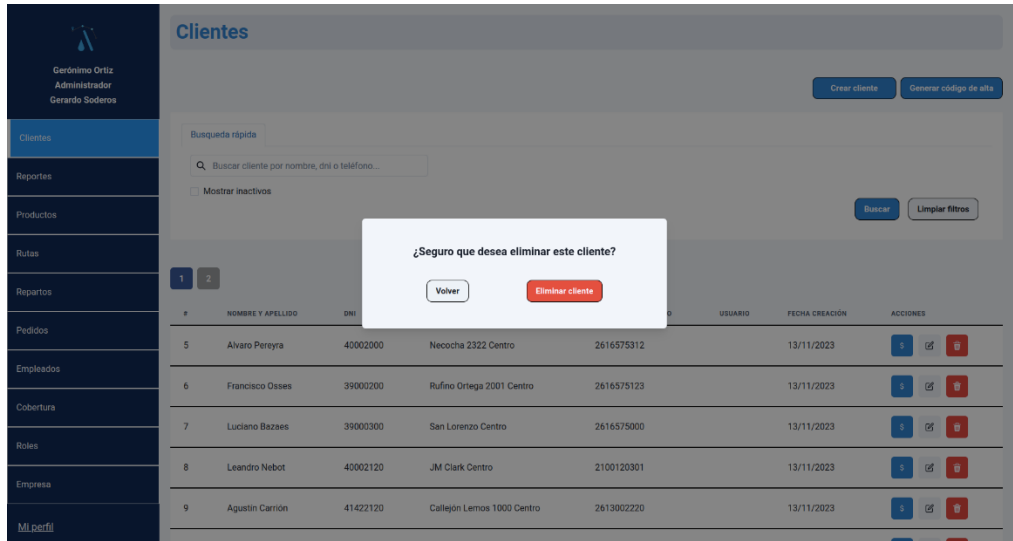 Gerónimo Ortiz
Administrador
Gerardo Soderos
Clientes
Reportes
Productos
Rutas
Repartos
Pedidos
Empleados
Cobertura
Roles
Empresa
Mi perfil
Clientes
Crear cliente Generar código de alta
Busqueda rápida
Buscar cliente por nombre, dni o teléfono...
Mostrar inactivos
Buscar Limpiar filtros
¿Seguro que desea eliminar este cliente?
Volver Eliminar cliente
1 2
# NOMBRE Y APELLIDO DNI USUARIO FECHA CREACIÓN ACCIONES
5 Alvaro Pereyra 40002000 Necocha 2322 Centro 2616575312 13/11/2023 $
6 Francisco Osses 39000200 Rufino Ortega 2001 Centro 2616575123 13/11/2023 $
7 Luciano Bazaes 39000300 San Lorenzo Centro 2616575000 13/11/2023 $
8 Leandro Nebot 40002120 JM Clark Centro 2100120301 13/11/2023 $
9 Agustín Carrión 41422120 Callejón Lemos 1000 Centro 2613002220 13/11/2023 $